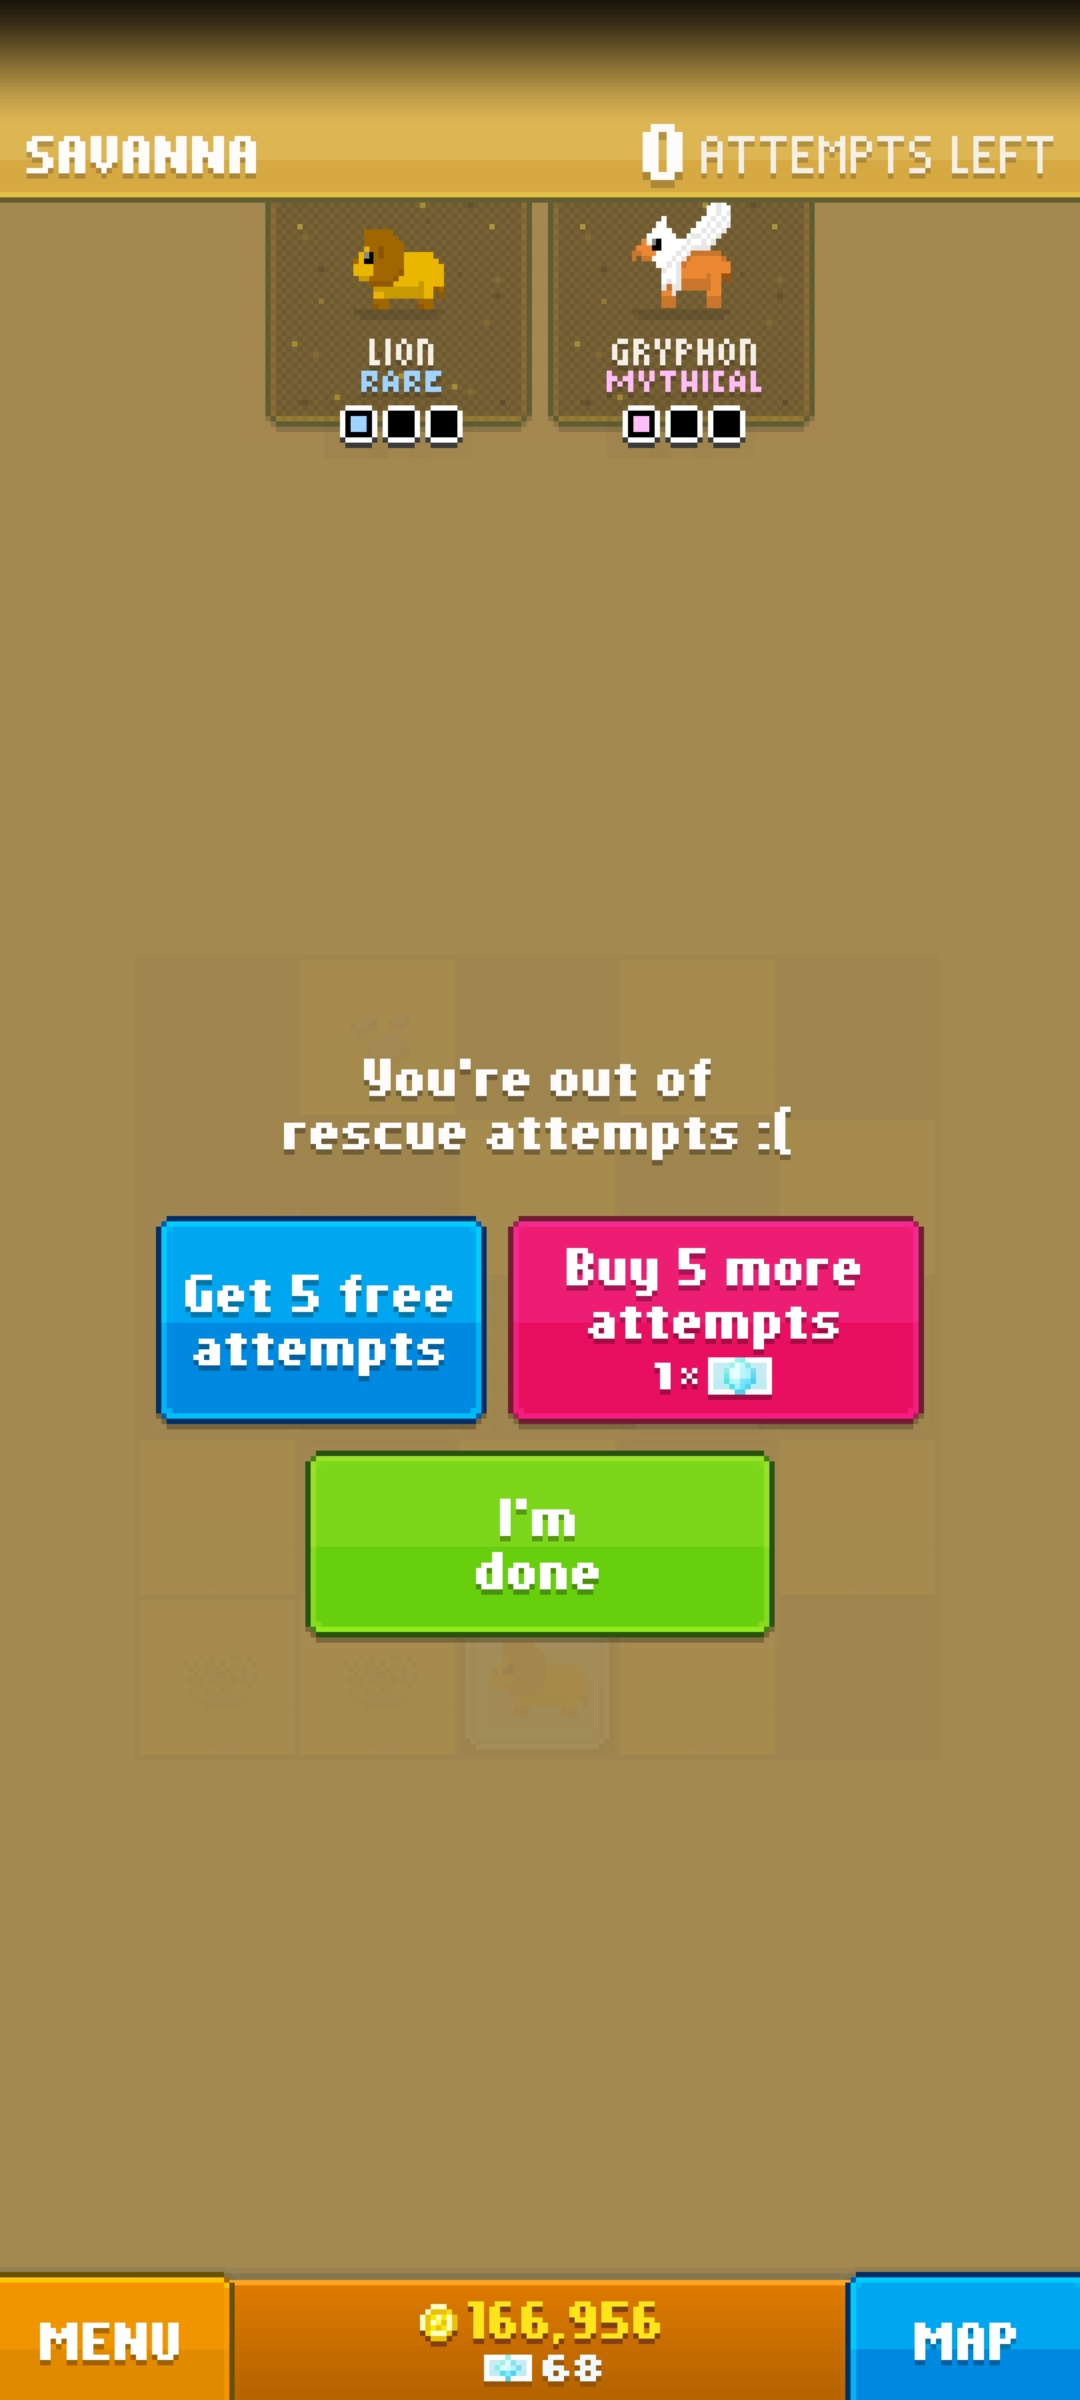 SAVANNA
0 ATTEMPTS LEFT
LION
RARE
GRYPHON
MYTHICAL
You're out of
rescue attempts :(
Get 5 free
attempts
Buy 5 more
attempts
1×
I'm
done
MENU
166,956
68
MAP